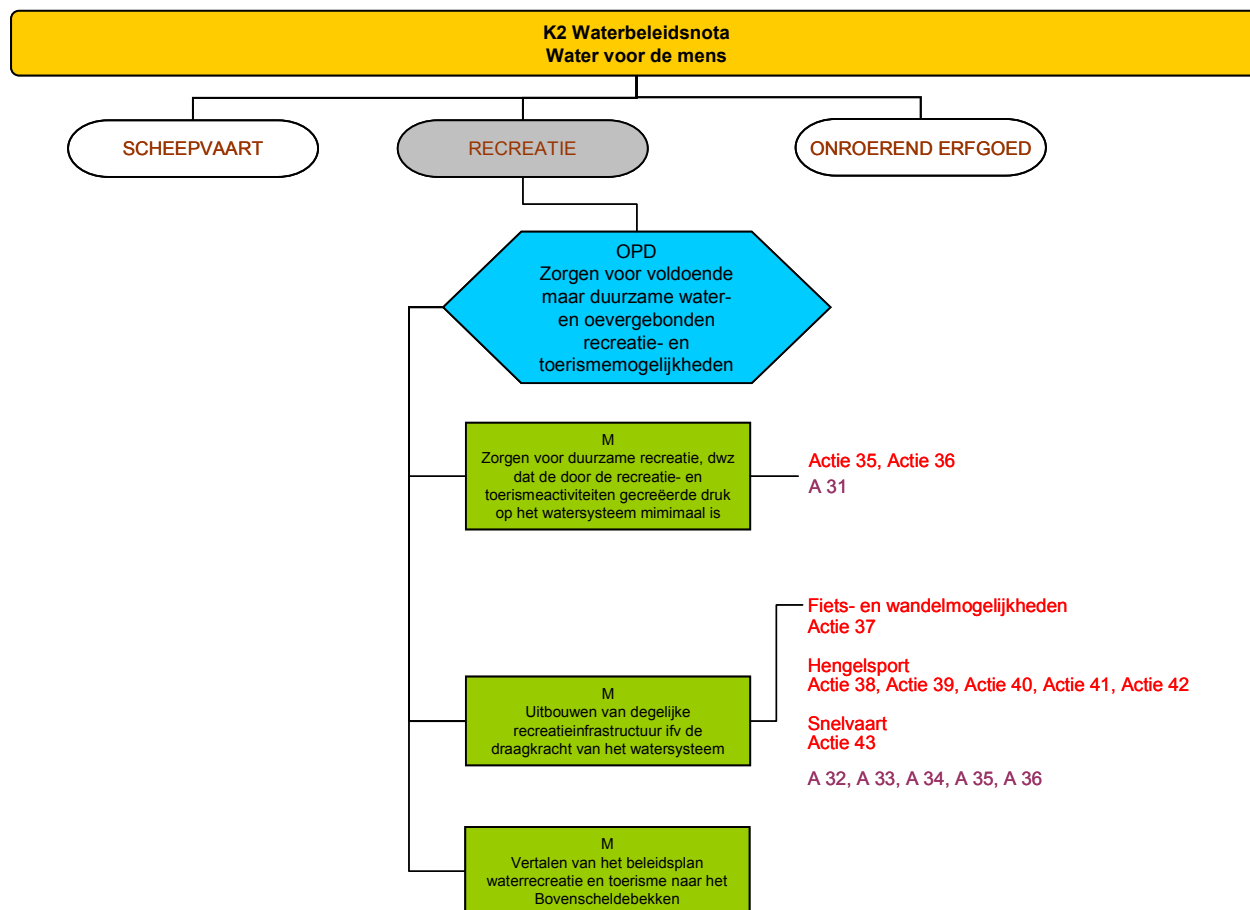 K2 Waterbeleidsnota
Water voor de mens
SCHEEPVAART
RECREATIE
ONROEREND ERFGOED
OPD
Zorgen voor voldoende
maar duurzame water-
en oevergebonden
recreatie- en
toerismemogelijkheden
M
Zorgen voor duurzame recreatie, dwz
dat de door de recreatie- en
toerismeactiviteiten gecreëerde druk
op het watersysteem mimimaal is
Actie 35, Actie 36
A 31
M
Uitbouwen van degelijke
recreatieinfrastructuur ifv de
draagkracht van het watersysteem
Fiets- en wandelmogelijkheden
Actie 37
Hengelsport
Actie 38, Actie 39, Actie 40, Actie 41, Actie 42
Snelvaart
Actie 43
A 32, A 33, A 34, A 35, A 36
M
Vertalen van het beleidsplan
waterrecreatie en toerisme naar het
Bovenscheldebekken